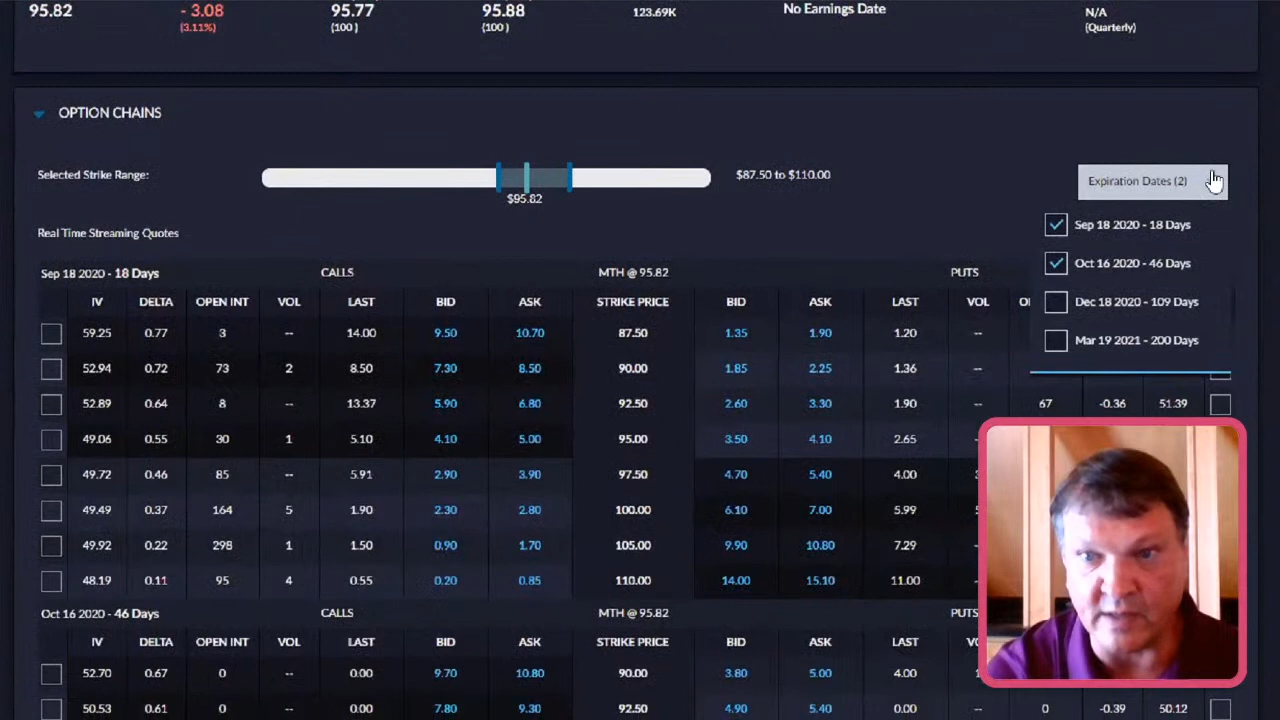 95.82 - 3.08 95.77 95.88 123.69K No Earnings Date N/A
(3.11%) (100 ) (100 ) (Quarterly)
OPTION CHAINS
Selected Strike Range: $87.50 to $110.00 Expiration Dates (2)
$95.82
Sep 18 2020 - 18 Days
Real Time Streaming Quotes
Oct 16 2020 - 46 Days
Sep 18 2020 - 18 Days CALLS MTH @ 95.82 PUTS
IV DELTA OPEN INT VOL LAST BID ASK STRIKE PRICE BID ASK LAST VOL Dec 18 2020 - 109 Days
59.25 0.77 3 -- 14.00 9.50 10.70 87.50 1.35 1.90 1.20 -- Mar 19 2021 - 200 Days
52.94 0.72 73 2 8.50 7.30 8.50 90.00 1.85 2.25 1.36 --
52.89 0.64 8 -- 13.37 5.90 6.80 92.50 2.60 3.30 1.90 -- 67 -0.36 51.39
49.06 0.55 30 1 5.10 4.10 5.00 95.00 3.50 4.10 2.65 --
49.72 0.46 85 -- 5.91 2.90 3.90 97.50 4.70 5.40 4.00
49.49 0.37 164 5 1.90 2.30 2.80 100.00 6.10 7.00 5.99
49.92 0.22 298 1 1.50 0.90 1.70 105.00 9.90 10.80 7.29
48.19 0.11 95 4 0.55 0.20 0.85 110.00 14.00 15.10 11.00
Oct 16 2020 - 46 Days CALLS MTH @ 95.82 PUTS
IV DELTA OPEN INT VOL LAST BID ASK STRIKE PRICE BID ASK LAST
52.70 0.67 0 -- 0.00 9.70 10.80 90.00 3.80 5.00 4.00
50.53 0.61 0 -- 0.00 7.80 9.30 92.50 4.90 5.40 0.00 -- 0 -0.39 50.12